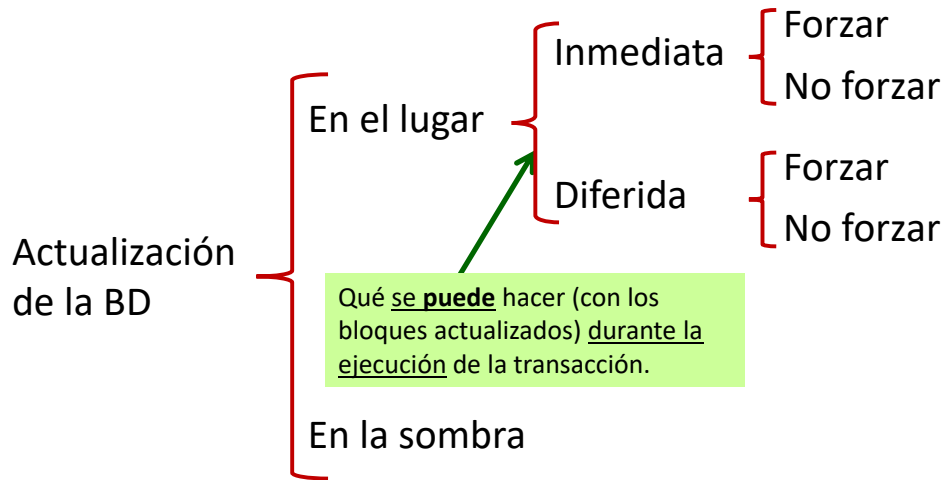 Forzar
Inmediata
No forzar
En el lugar
Forzar
Diferida
No forzar
Actualización
de la BD
Qué se puede hacer (con los
bloques actualizados) durante la
ejecución de la transacción.
En la sombra